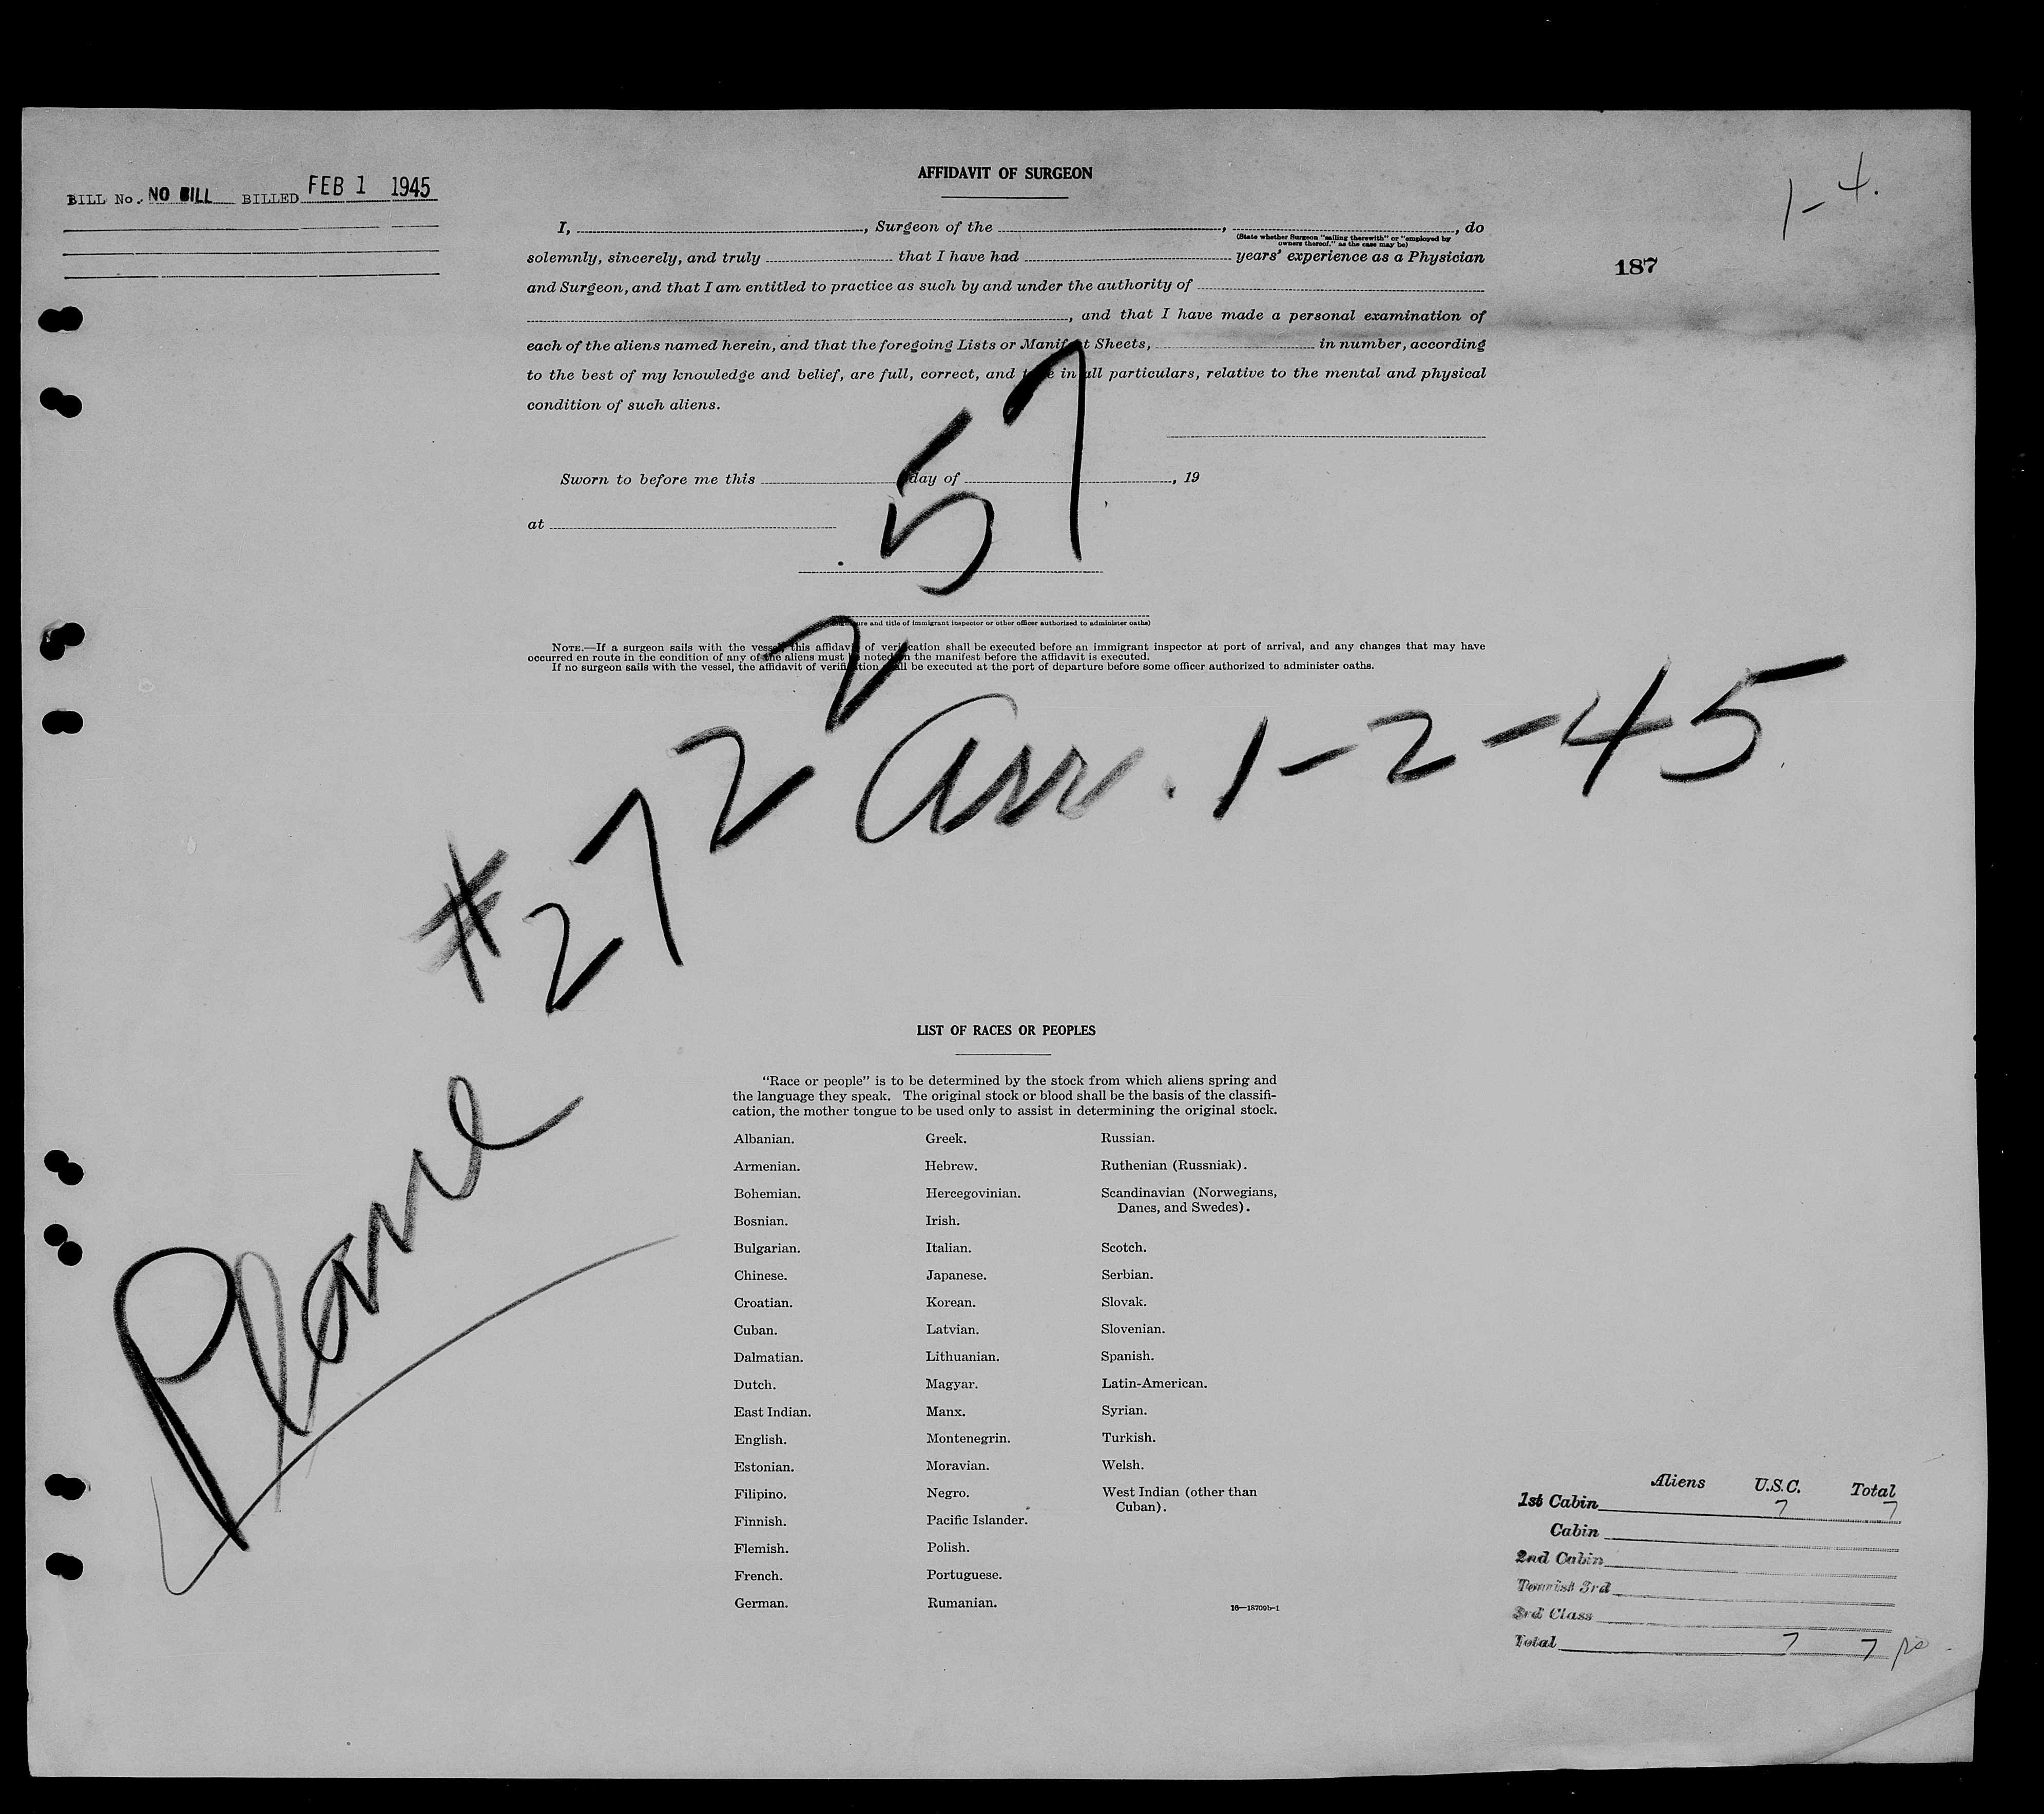 BILL No. NO BILL BILLED FEB 1 1945
1-4.
187
AFFIDAVIT OF SURGEON
I, , Surgeon of the , , do
(State whether Surgeon "sailing therewith" or "employed by
owners thereof," as the case may be)
solemnly, sincerely, and truly that I have had years' experience as a Physician
and Surgeon, and that I am entitled to practice as such by and under the authority of
, and that I have made a personal examination of
each of the aliens named herein, and that the foregoing Lists or Manifest Sheets, in number, according
to the best of my knowledge and belief, are full, correct, and true in all particulars, relative to the mental and physical
condition of such aliens.
Sworn to before me this day of , 19
at
(Signature and title of immigrant inspector or other officer authorized to administer oaths)
NOTE.—If a surgeon sails with the vessel, this affidavit of verification shall be executed before an immigrant inspector at port of arrival, and any changes that may have
occurred en route in the condition of any of the aliens must be noted on the manifest before the affidavit is executed.
If no surgeon sails with the vessel, the affidavit of verification shall be executed at the port of departure before some officer authorized to administer oaths.
Plane #272257
arr. 1-2-45
LIST OF RACES OR PEOPLES
"Race or people" is to be determined by the stock from which aliens spring and
the language they speak. The original stock or blood shall be the basis of the classifi-
cation, the mother tongue to be used only to assist in determining the original stock.
Albanian. Greek. Russian.
Armenian. Hebrew. Ruthenian (Russniak).
Bohemian. Hercegovinian. Scandinavian (Norwegians,
Danes, and Swedes).
Bosnian. Irish.
Bulgarian. Italian. Scotch.
Chinese. Japanese. Serbian.
Croatian. Korean. Slovak.
Cuban. Latvian. Slovenian.
Dalmatian. Lithuanian. Spanish.
Dutch. Magyar. Latin-American.
East Indian. Manx. Syrian.
English. Montenegrin. Turkish.
Estonian. Moravian. Welsh.
Filipino. Negro. West Indian (other than
Cuban).
Finnish. Pacific Islander.
Flemish. Polish.
French. Portuguese.
German. Rumanian.
16—18709b-1
Aliens U.S.C. Total
1st Cabin 7 7
Cabin
2nd Cabin
Tourist 3rd
3rd Class
Total 7 7